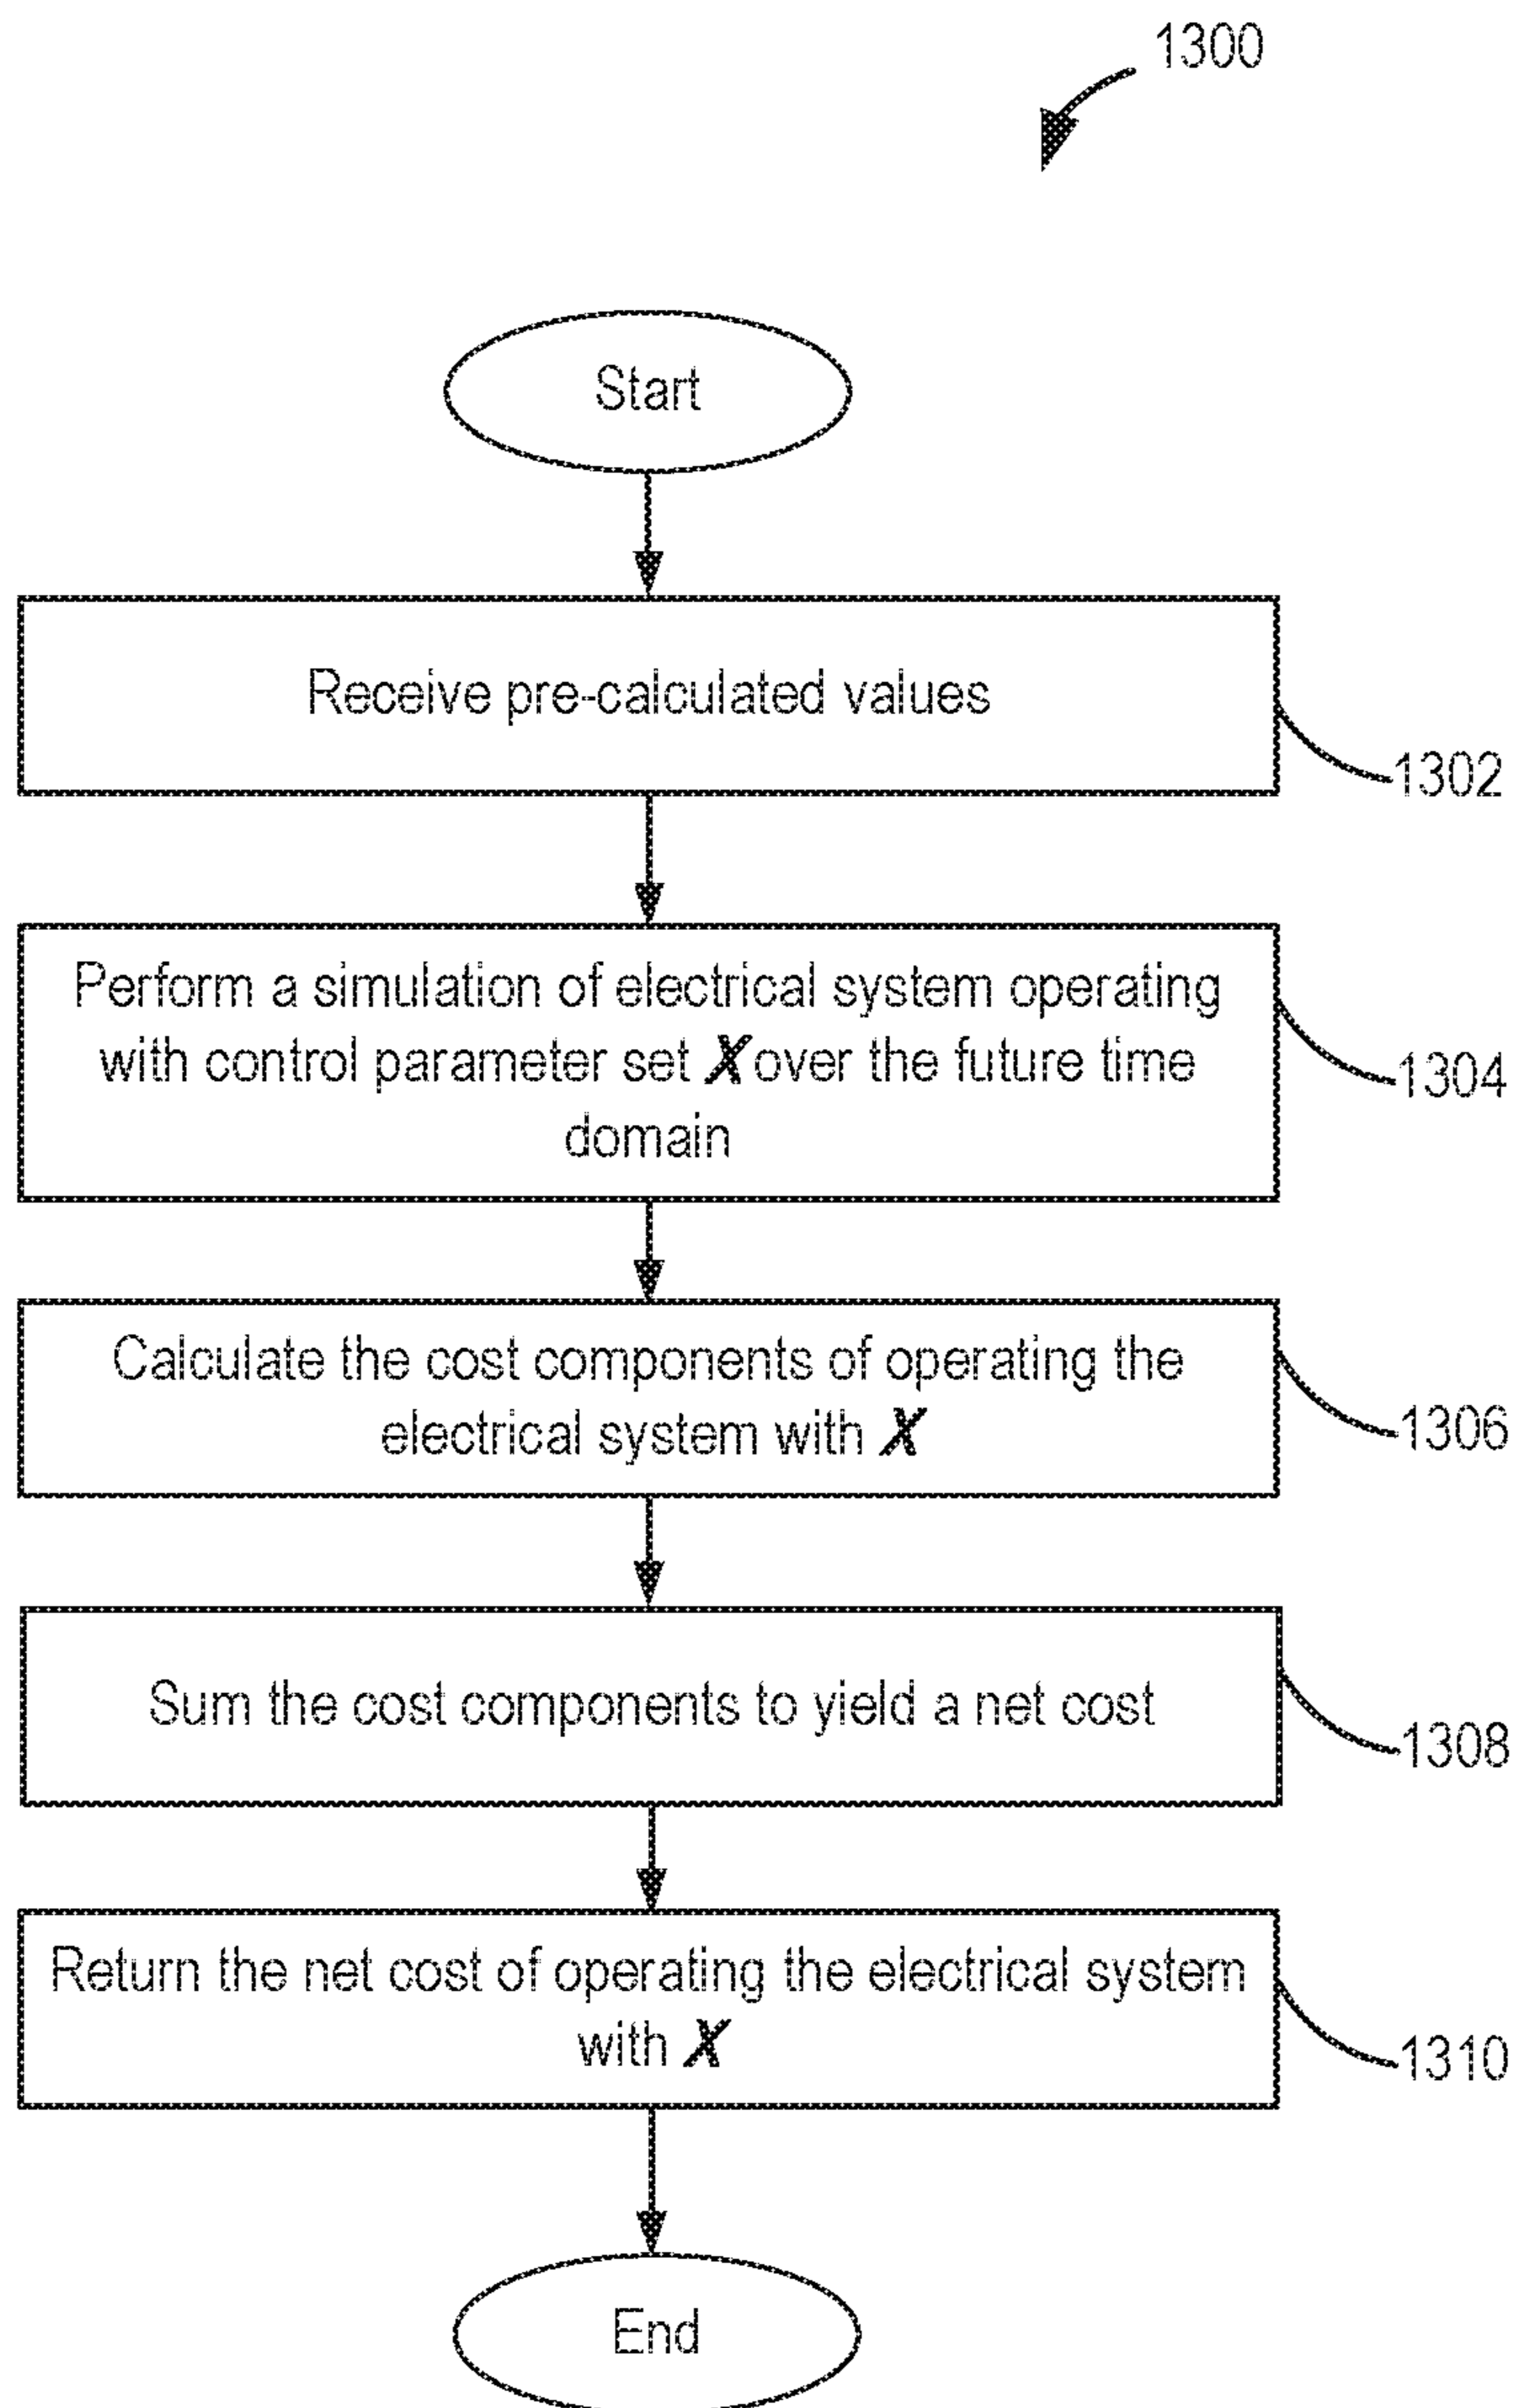 1300
Start
Receive pre-calculated values
1302
Perform a simulation of electrical system operating
with control parameter set X over the future time
domain
1304
Calculate the cost components of operating the
electrical system with X
1306
Sum the cost components to yield a net cost
1308
Return the net cost of operating the electrical system
with X
1310
End